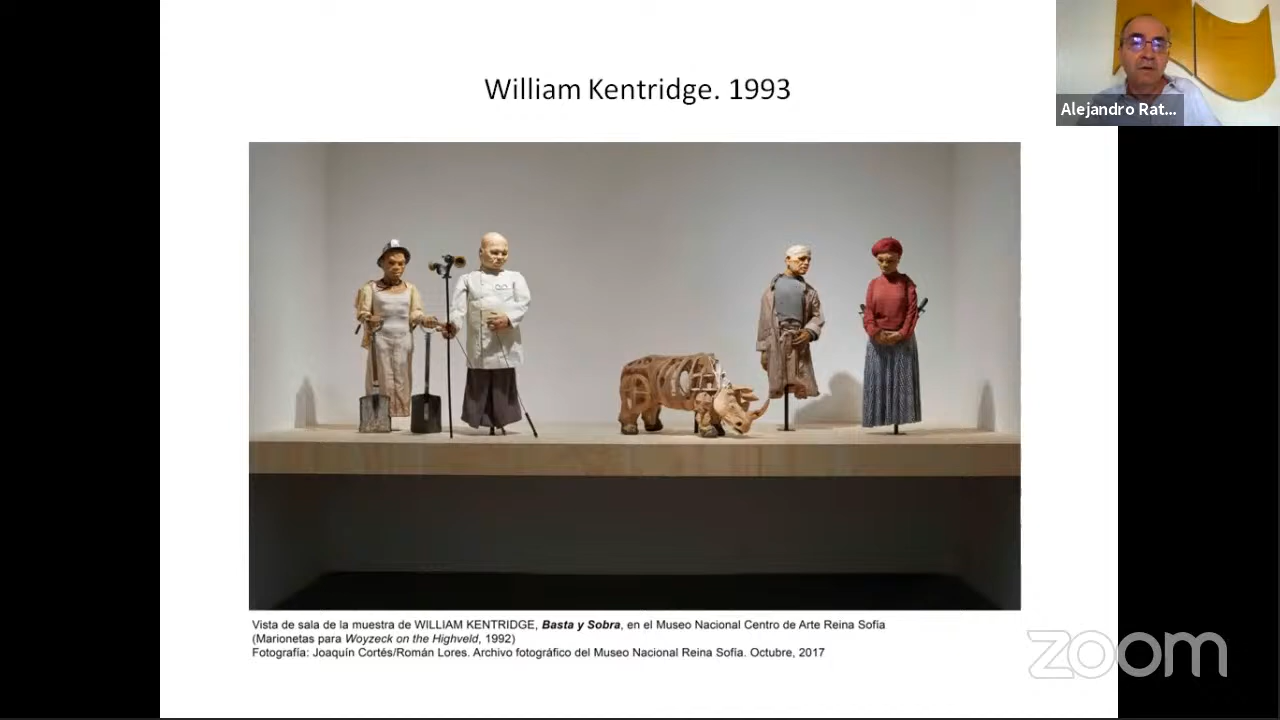 William Kentridge. 1993
Alejandro Rat...
Vista de sala de la muestra de WILLIAM KENTRIDGE, Basta y Sobra, en el Museo Nacional Centro de Arte Reina Sofía
(Marionetas para Woyzeck on the Highveld, 1992)
Fotografía: Joaquín Cortés/Román Lores. Archivo fotográfico del Museo Nacional Reina Sofía. Octubre, 2017
zoom